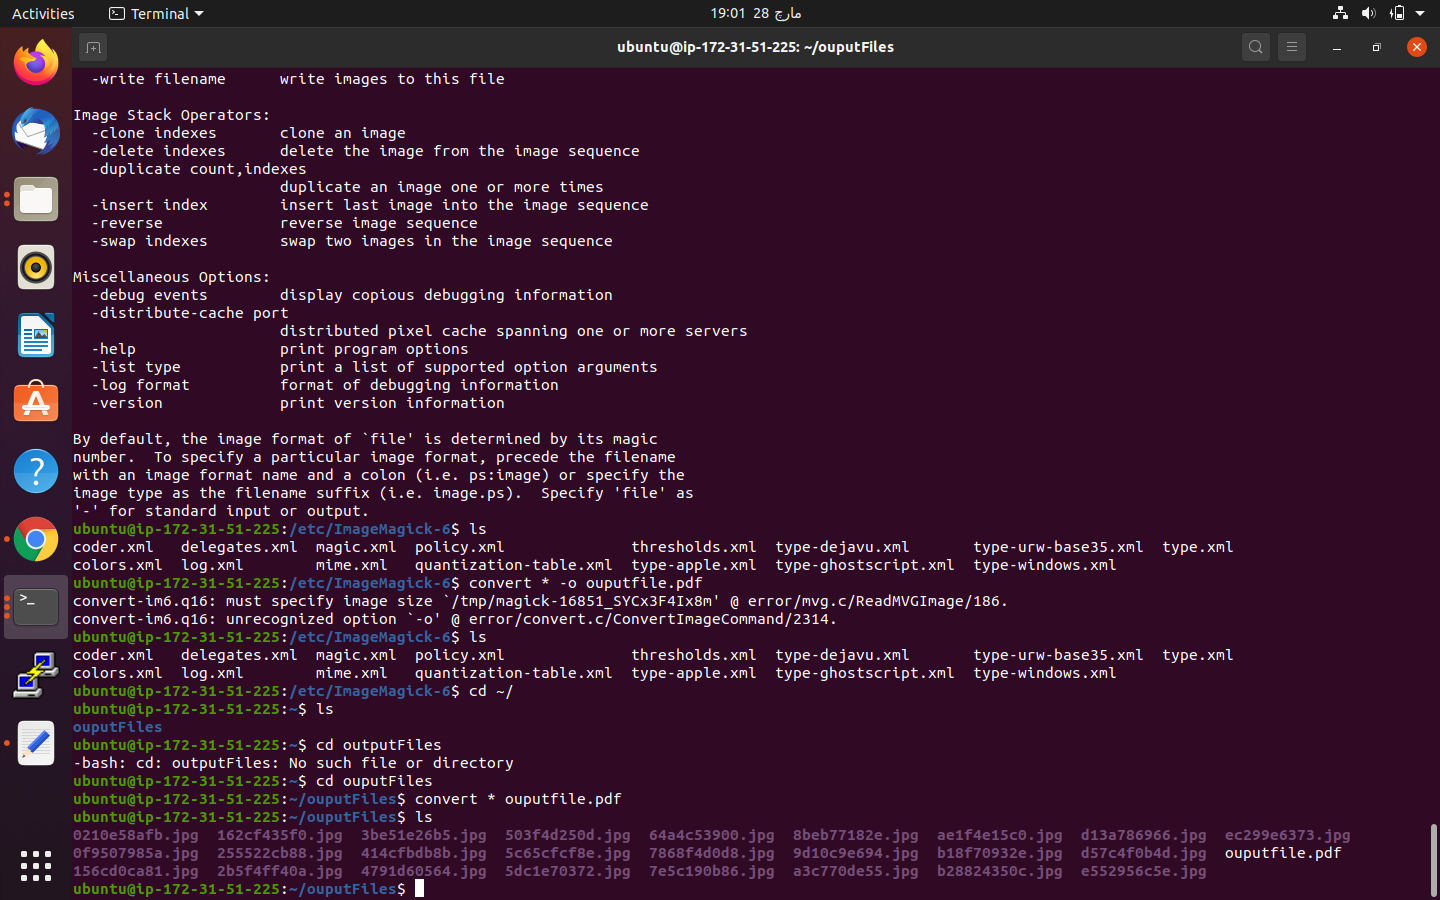 Activities
Terminal
19:01 28 مارچ
ubuntu@ip-172-31-51-225: ~/ouputFiles
-write filename      write images to this file
Image Stack Operators:
-clone indexes       clone an image
-delete indexes      delete the image from the image sequence
-duplicate count,indexes
duplicate an image one or more times
-insert index        insert last image into the image sequence
-reverse             reverse image sequence
-swap indexes        swap two images in the image sequence
Miscellaneous Options:
-debug events        display copious debugging information
-distribute-cache port
distributed pixel cache spanning one or more servers
-help                print program options
-list type           print a list of supported option arguments
-log format          format of debugging information
-version             print version information
By default, the image format of `file' is determined by its magic
number.  To specify a particular image format, precede the filename
with an image format name and a colon (i.e. ps:image) or specify the
image type as the filename suffix (i.e. image.ps).  Specify 'file' as
'-' for standard input or output.
ubuntu@ip-172-31-51-225:/etc/ImageMagick-6$ ls
coder.xml   delegates.xml  magic.xml  policy.xml              thresholds.xml  type-dejavu.xml       type-urw-base35.xml  type.xml
colors.xml  log.xml        mime.xml   quantization-table.xml  type-apple.xml  type-ghostscript.xml  type-windows.xml
ubuntu@ip-172-31-51-225:/etc/ImageMagick-6$ convert * -o ouputfile.pdf
convert-im6.q16: must specify image size `/tmp/magick-16851_SYCx3F4Ix8m' @ error/mvg.c/ReadMVGImage/186.
convert-im6.q16: unrecognized option `-o' @ error/convert.c/ConvertImageCommand/2314.
ubuntu@ip-172-31-51-225:/etc/ImageMagick-6$ ls
coder.xml   delegates.xml  magic.xml  policy.xml              thresholds.xml  type-dejavu.xml       type-urw-base35.xml  type.xml
colors.xml  log.xml        mime.xml   quantization-table.xml  type-apple.xml  type-ghostscript.xml  type-windows.xml
ubuntu@ip-172-31-51-225:/etc/ImageMagick-6$ cd ~/
ubuntu@ip-172-31-51-225:~$ ls
ouputFiles
ubuntu@ip-172-31-51-225:~$ cd outputFiles
-bash: cd: outputFiles: No such file or directory
ubuntu@ip-172-31-51-225:~$ cd ouputFiles
ubuntu@ip-172-31-51-225:~/ouputFiles$ convert * ouputfile.pdf
ubuntu@ip-172-31-51-225:~/ouputFiles$ ls
0210e58afb.jpg  162cf435f0.jpg  3be51e26b5.jpg  503f4d250d.jpg  64a4c53900.jpg  8beb77182e.jpg  ae1f4e15c0.jpg  d13a786966.jpg  ec299e6373.jpg
0f9507985a.jpg  255522cb88.jpg  414cfbdb8b.jpg  5c65cfcf8e.jpg  7868f4d0d8.jpg  9d10c9e694.jpg  b18f70932e.jpg  d57c4f0b4d.jpg  ouputfile.pdf
156cd0ca81.jpg  2b5f4ff40a.jpg  4791d60564.jpg  5dc1e70372.jpg  7e5c190b86.jpg  a3c770de55.jpg  b28824350c.jpg  e552956c5e.jpg
ubuntu@ip-172-31-51-225:~/ouputFiles$